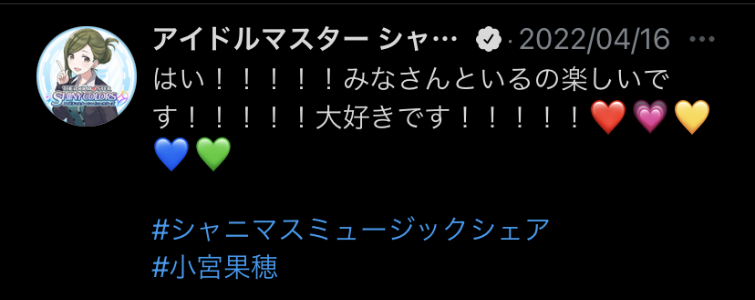 アイドルマスター シャ… · 2022/04/16 …
はい！！！！！みなさんといるの楽しいで
す！！！！！大好きです！！！！！❤️💗💛
💙💚
#シャニマスミュージックシェア
#小宮果穂
SHINY COLORS